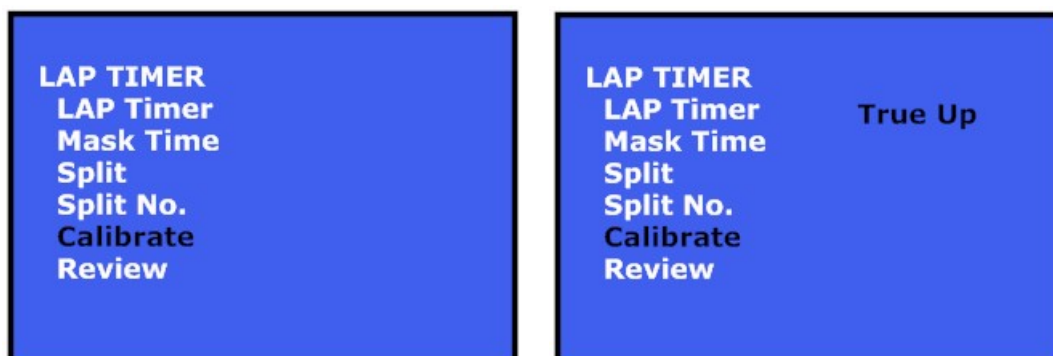 LAP TIMER
LAP Timer
Mask Time
Split
Split No.
Calibrate
Review
LAP TIMER
LAP Timer
True Up
Mask Time
Split
Split No.
Calibrate
Review